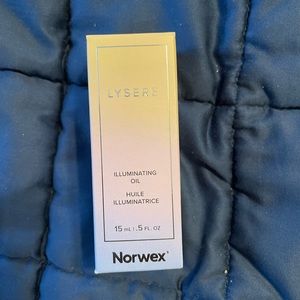 LYSERE
ILLUMINATING
OIL
HUILE
ILLUMINATRICE
15 mL | .5 FL OZ
Norwex®